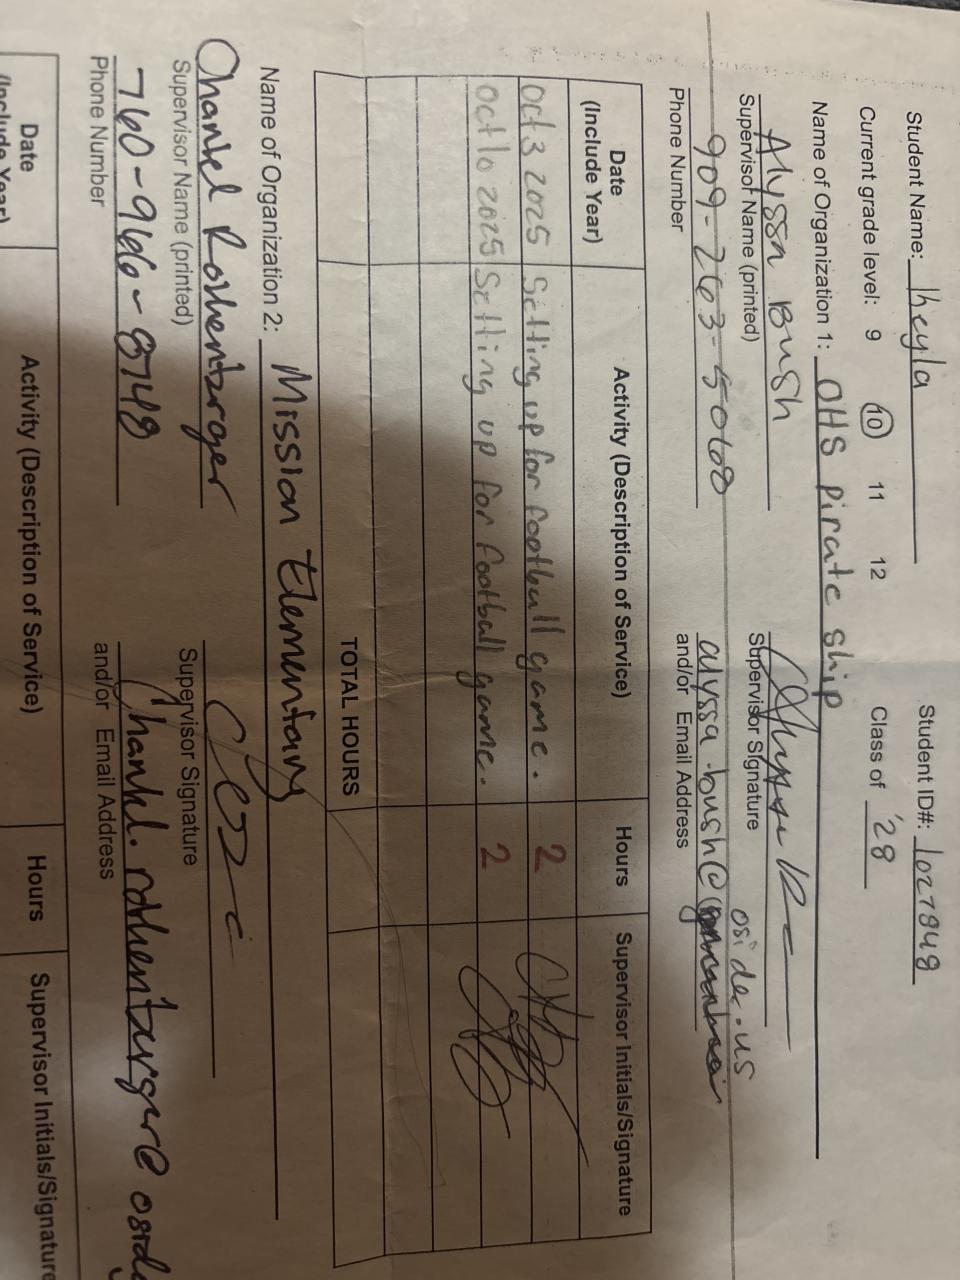 Student Name: Keyla Student ID#: 1027848
Current grade level: 9 10 11 12 Class of '28
Name of Organization 1: OHS pirate ship
Alyssa Bush
Supervisor Name (printed) Supervisor Signature
osidec.us
909-263-5068 alyssa.bush@
Phone Number and/or Email Address
Date (Include Year) Activity (Description of Service) Hours Supervisor Initials/Signature
Oct 3 2025 Setting up for football game. 2
Oct 10 2025 Setting up for football game. 2
TOTAL HOURS
Name of Organization 2: Mission Elementary
Chantel Rohenturger
Supervisor Name (printed) Supervisor Signature
760-966-8748
Phone Number and/or Email Address
Date (Include Year) Activity (Description of Service) Hours Supervisor Initials/Signature